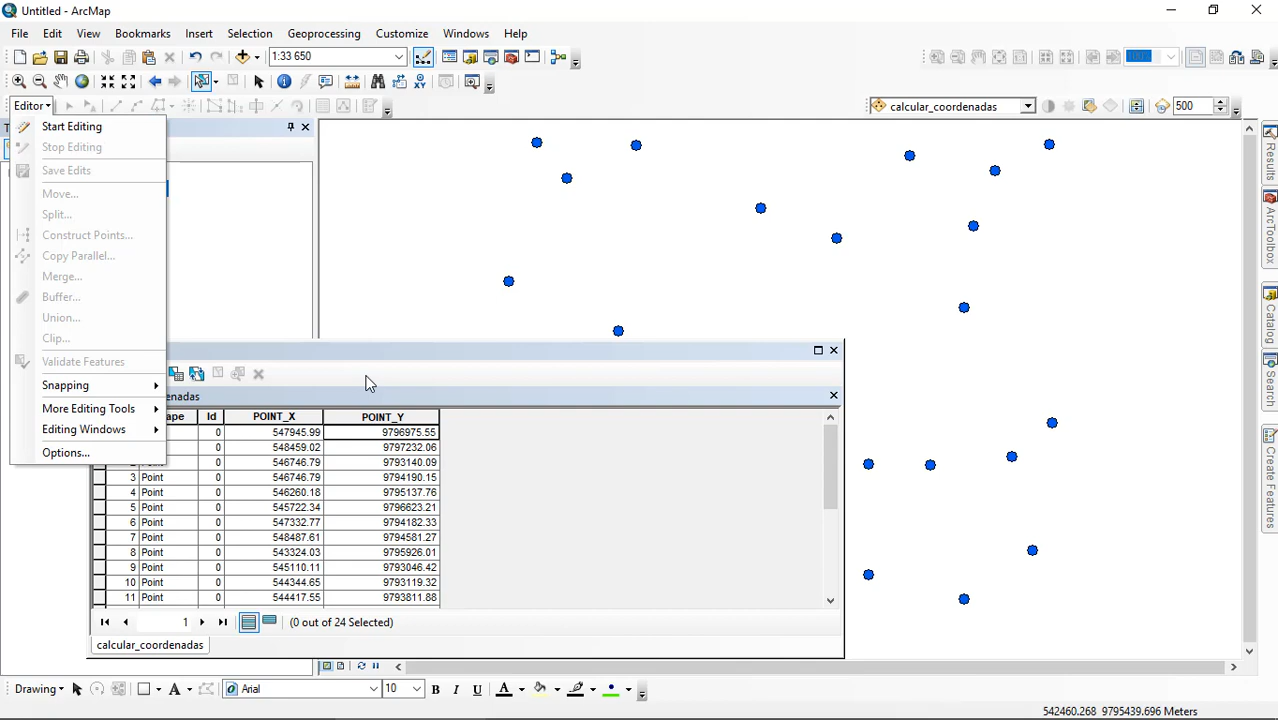 Untitled - ArcMap
File Edit View Bookmarks Insert Selection Geoprocessing Customize Windows Help
1:33 650
Editor
calcular_coordenadas
500
Start Editing
Stop Editing
Save Edits
Move...
Split...
Construct Points...
Copy Parallel...
Merge...
Buffer...
Union...
Clip...
Validate Features
Snapping
More Editing Tools
Editing Windows
Options...
enadas
ape Id POINT_X POINT_Y
0 547945.99 9796975.55
0 548459.02 9797232.06
0 546746.79 9793140.09
3 Point 0 546746.79 9794190.15
4 Point 0 546260.18 9795137.76
5 Point 0 545722.34 9796623.21
6 Point 0 547332.77 9794182.33
7 Point 0 548487.61 9794581.27
8 Point 0 543324.03 9795926.01
9 Point 0 545110.11 9793046.42
10 Point 0 544344.65 9793119.32
11 Point 0 544417.55 9793811.88
1 (0 out of 24 Selected)
calcular_coordenadas
Results
ArcToolbox
Catalog
Search
Create Features
Drawing Arial 10 B I U A
542460.268 9795439.696 Meters